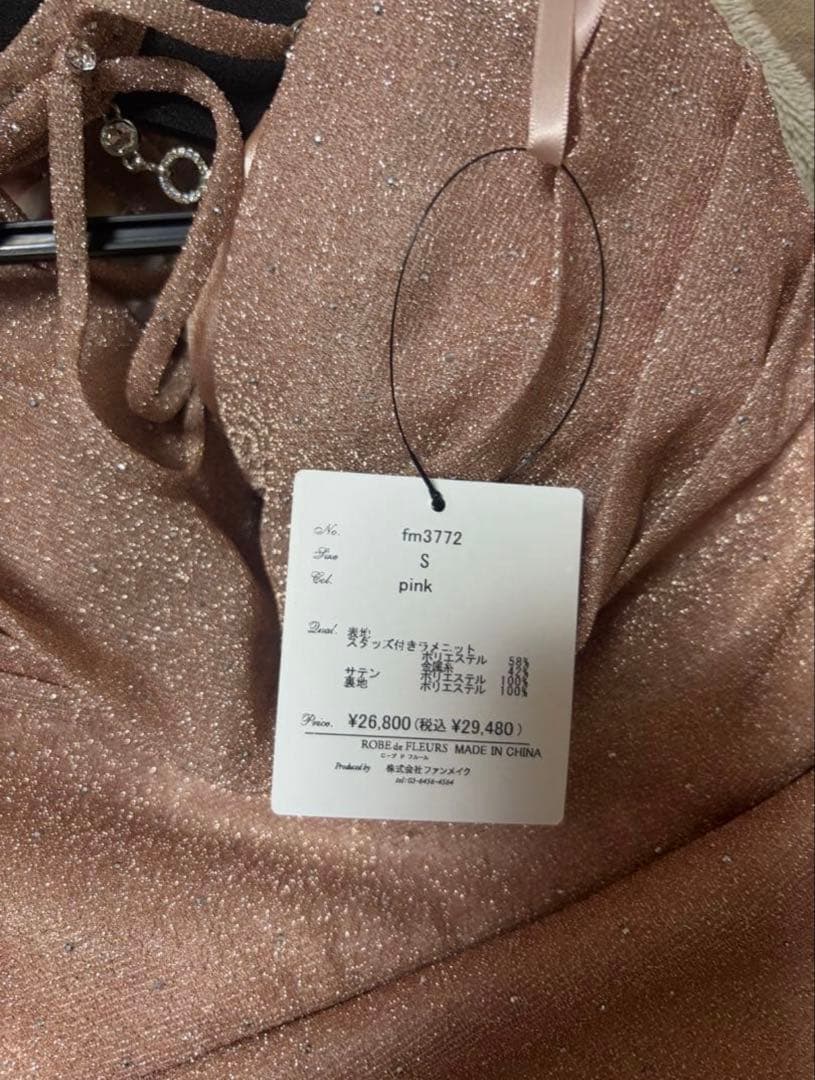 No. fm3772
Size S
Col. pink
Qual. 表地
スタッズ付きラメニット
ポリエステル 58%
金属糸 42%
サテン ポリエステル 100%
裏地 ポリエステル 100%
Price. ¥26,800(税込 ¥29,480)
ROBE de FLEURS MADE IN CHINA
ローブ ド フルール
Produced by 株式会社ファンメイク
tel:03-6456-4564